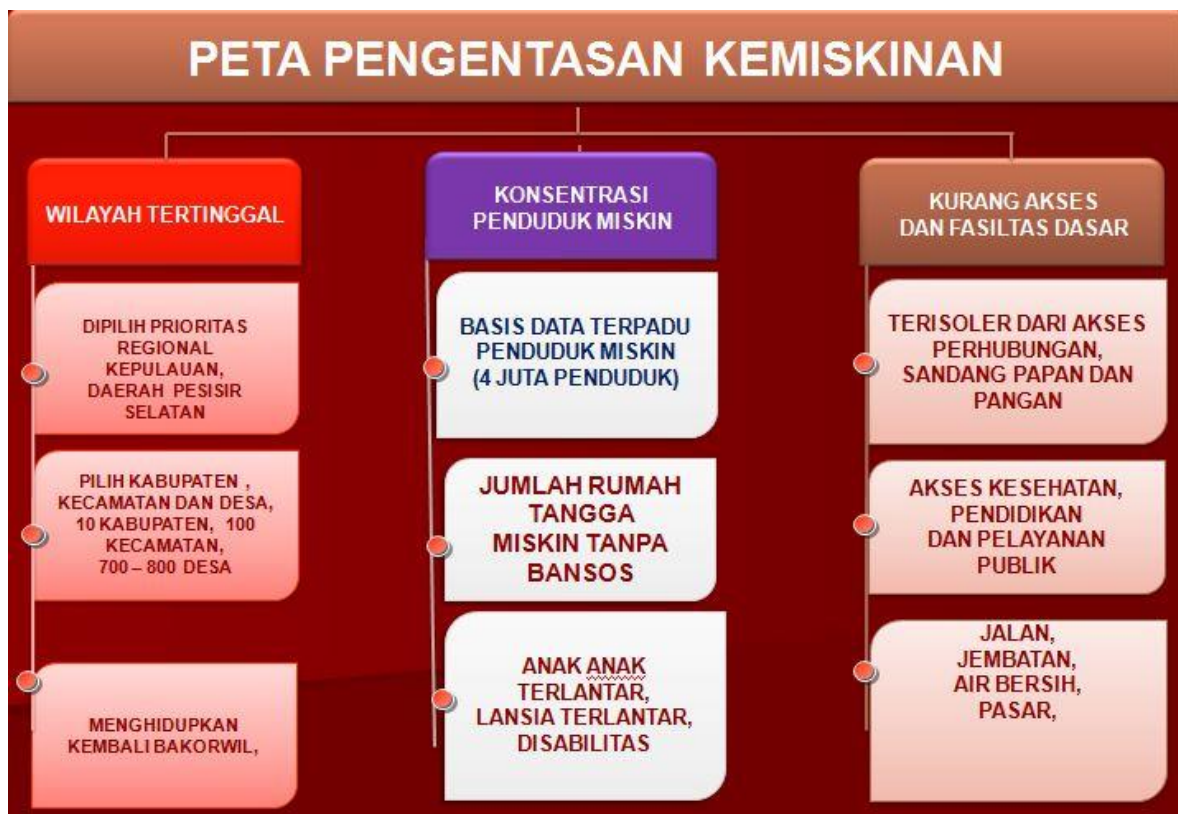 PETA PENGENTASAN KEMISKINAN
WILAYAH TERTINGGAL
DIPILIH PRIORITAS
REGIONAL
KEPULAUAN,
DAERAH PESISIR
SELATAN
PILIH KABUPATEN ,
KECAMATAN DAN DESA,
10 KABUPATEN, 100
KECAMATAN,
700 – 800 DESA
MENGHIDUPKAN
KEMBALI BAKORWIL,
KONSENTRASI
PENDUDUK MISKIN
BASIS DATA TERPADU
PENDUDUK MISKIN
(4 JUTA PENDUDUK)
JUMLAH RUMAH
TANGGA
MISKIN TANPA
BANSOS
ANAK ANAK
TERLANTAR,
LANSIA TERLANTAR,
DISABILITAS
KURANG AKSES
DAN FASILTAS DASAR
TERISOLER DARI AKSES
PERHUBUNGAN,
SANDANG PAPAN DAN
PANGAN
AKSES KESEHATAN,
PENDIDIKAN
DAN PELAYANAN
PUBLIK
JALAN,
JEMBATAN,
AIR BERSIH,
PASAR,